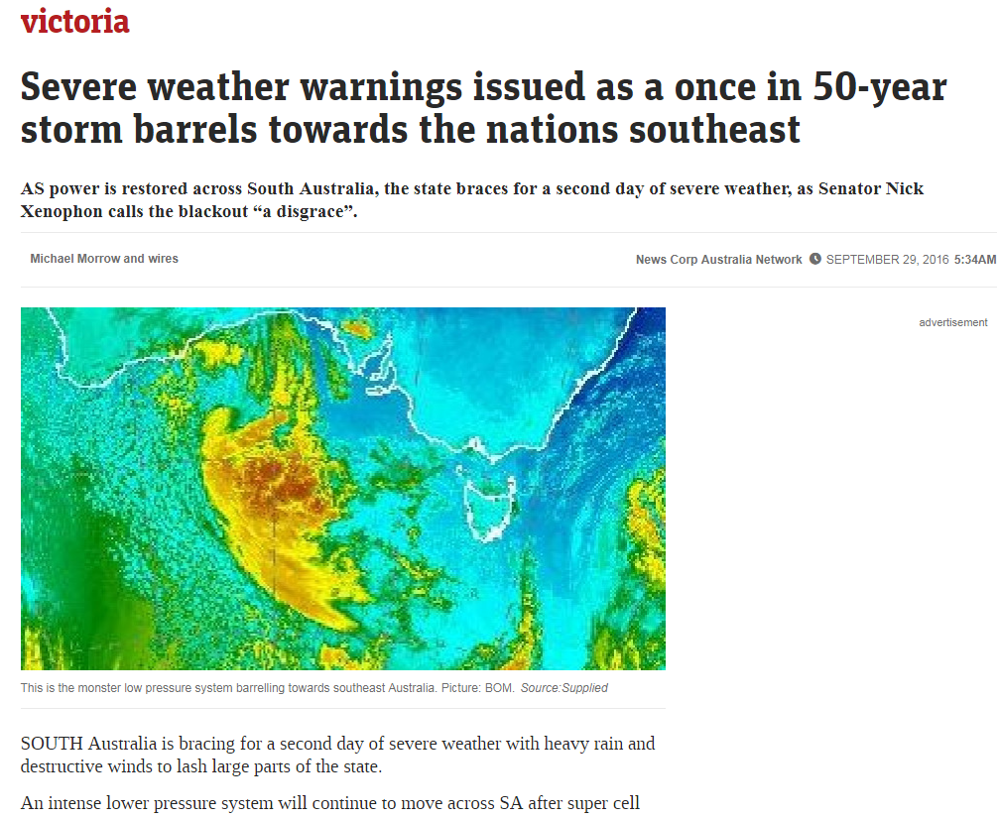 victoria
Severe weather warnings issued as a once in 50-year
storm barrels towards the nations southeast
AS power is restored across South Australia, the state braces for a second day of severe weather, as Senator Nick
Xenophon calls the blackout “a disgrace”.
Michael Morrow and wires
News Corp Australia Network SEPTEMBER 29, 2016 5:34AM
advertisement
This is the monster low pressure system barrelling towards southeast Australia. Picture: BOM. Source:Supplied
SOUTH Australia is bracing for a second day of severe weather with heavy rain and
destructive winds to lash large parts of the state.
An intense lower pressure system will continue to move across SA after super cell